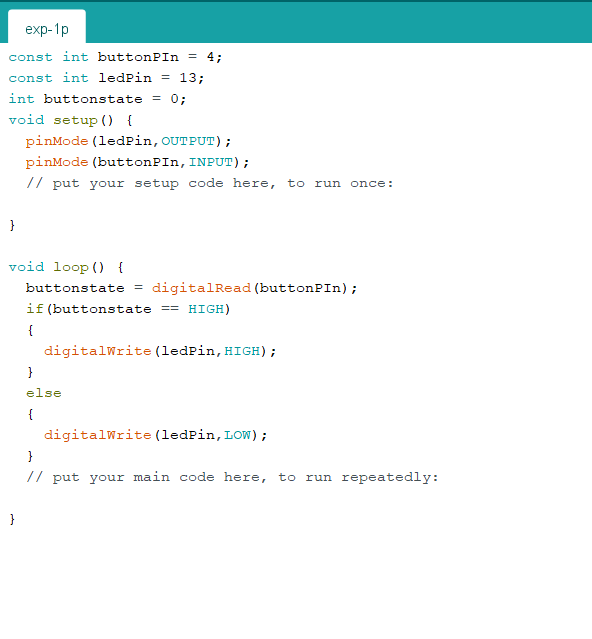 exp-1p
const int buttonPIn = 4;
const int ledPin = 13;
int buttonstate = 0;
void setup() {
  pinMode(ledPin,OUTPUT);
  pinMode(buttonPIn,INPUT);
  // put your setup code here, to run once:
}
void loop() {
  buttonstate = digitalRead(buttonPIn);
  if(buttonstate == HIGH)
  {
    digitalWrite(ledPin,HIGH);
  }
  else
  {
    digitalWrite(ledPin,LOW);
  }
  // put your main code here, to run repeatedly:
}